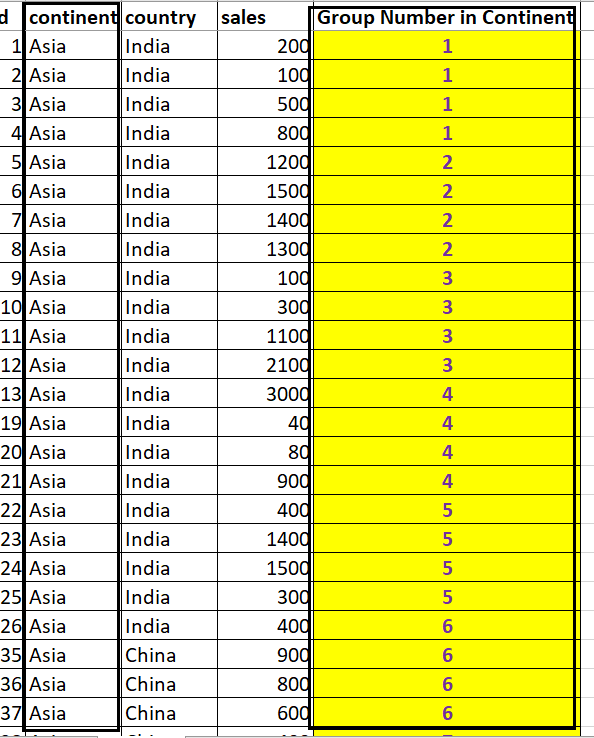 d continent country sales Group Number in Continent
1 Asia India 200 1
2 Asia India 100 1
3 Asia India 500 1
4 Asia India 800 1
5 Asia India 1200 2
6 Asia India 1500 2
7 Asia India 1400 2
8 Asia India 1300 2
9 Asia India 100 3
10 Asia India 300 3
11 Asia India 1100 3
12 Asia India 2100 3
13 Asia India 3000 4
19 Asia India 40 4
20 Asia India 80 4
21 Asia India 900 4
22 Asia India 400 5
23 Asia India 1400 5
24 Asia India 1500 5
25 Asia India 300 5
26 Asia India 400 6
35 Asia China 900 6
36 Asia China 800 6
37 Asia China 600 6